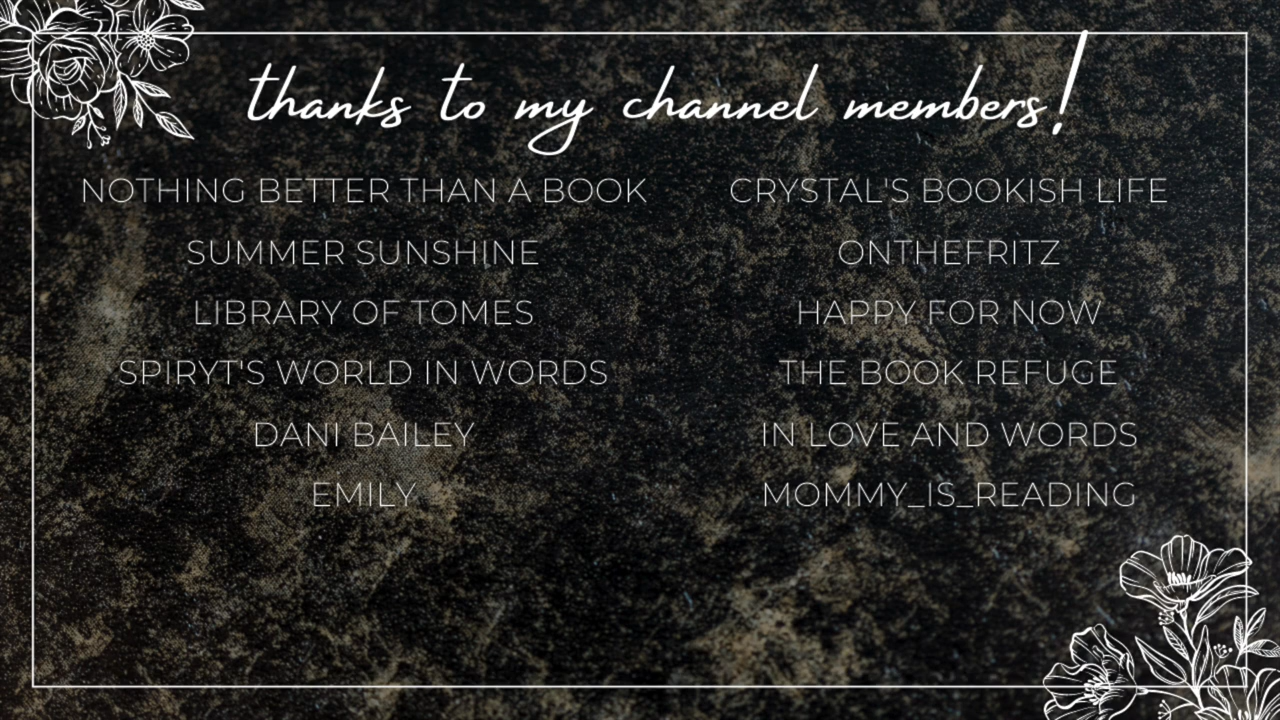 thanks to my channel members!
NOTHING BETTER THAN A BOOK
SUMMER SUNSHINE
LIBRARY OF TOMES
SPIRYT'S WORLD IN WORDS
DANI BAILEY
EMILY
CRYSTAL'S BOOKISH LIFE
ONTHEFRITZ
HAPPY FOR NOW
THE BOOK REFUGE
IN LOVE AND WORDS
MOMMY_IS_READING